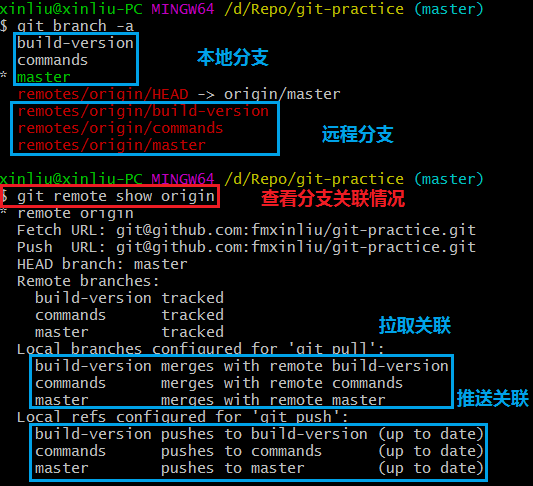 xinliu@xinliu-PC MINGW64 /d/Repo/git-practice (master)
$ git branch -a
build-version
commands
本地分支
* master
remotes/origin/HEAD -> origin/master
remotes/origin/build-version
remotes/origin/commands
远程分支
remotes/origin/master
xinliu@xinliu-PC MINGW64 /d/Repo/git-practice (master)
$ git remote show origin
查看分支关联情况
* remote origin
Fetch URL: git@github.com:fmxinliu/git-practice.git
Push  URL: git@github.com:fmxinliu/git-practice.git
HEAD branch: master
Remote branches:
build-version tracked
commands      tracked
master        tracked
拉取关联
Local branches configured for 'git pull':
build-version merges with remote build-version
commands      merges with remote commands
master        merges with remote master
推送关联
Local refs configured for 'git push':
build-version pushes to build-version (up to date)
commands      pushes to commands      (up to date)
master        pushes to master        (up to date)